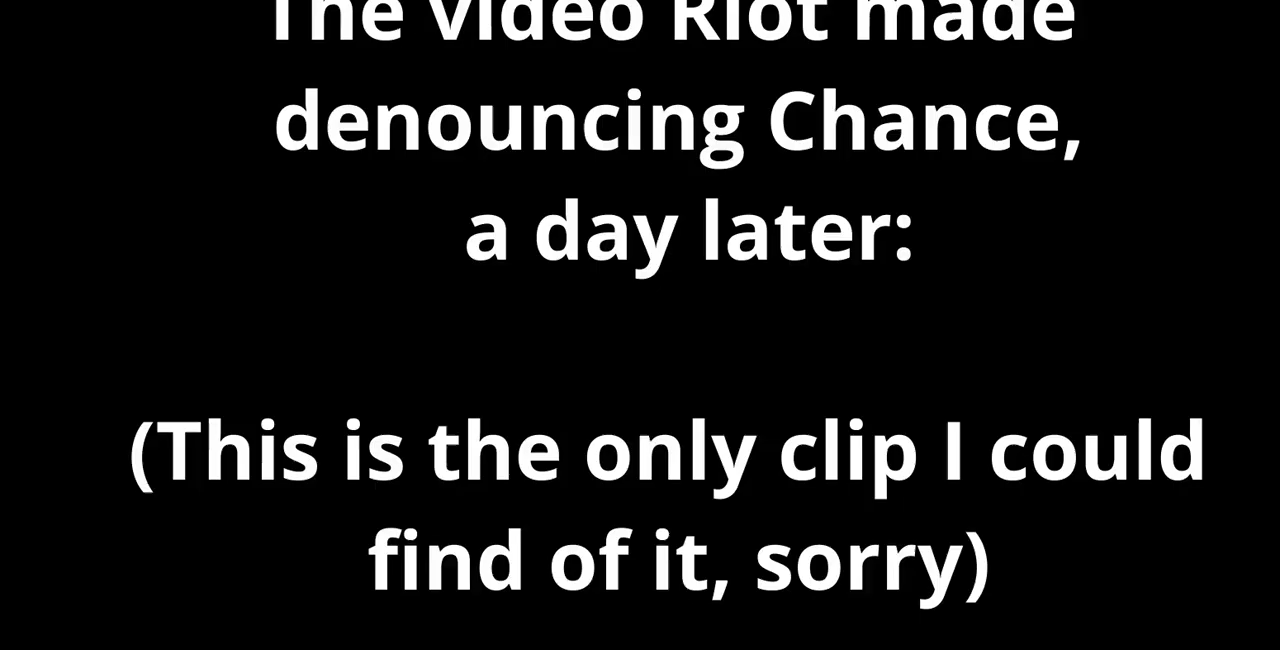 The video Riot made
denouncing Chance,
a day later:
(This is the only clip I could
find of it, sorry)